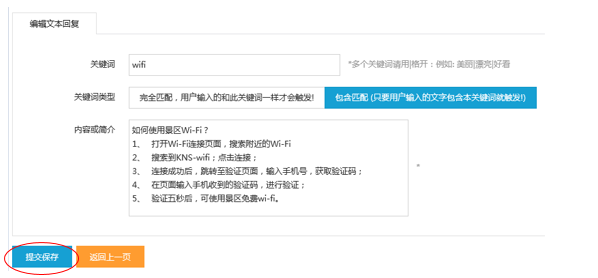 编辑文本回复
关键词 wifi *多个关键词请用|格开：例如: 美丽|漂亮|好看
关键词类型 完全匹配，用户输入的和此关键词一样才会触发! 包含匹配 (只要用户输入的文字包含本关键词就触发!)
内容或简介 如何使用景区Wi-Fi？
1、 打开Wi-Fi连接页面，搜索附近的Wi-Fi
2、 搜索到KNS-wifi；点击连接；
3、 连接成功后，跳转至验证页面，输入手机号，获取验证码；
4、 在页面输入手机收到的验证码，进行验证；
5、 验证五秒后，可使用景区免费wi-fi。
*
提交保存 返回上一页